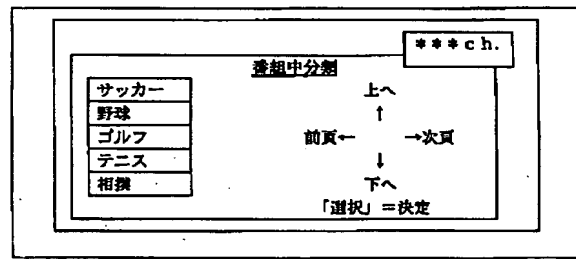 ***ch.
番組中分類
サッカー
野球
ゴルフ
テニス
相撲
上へ
↑
前頁← →次頁
↓
下へ
「選択」=決定